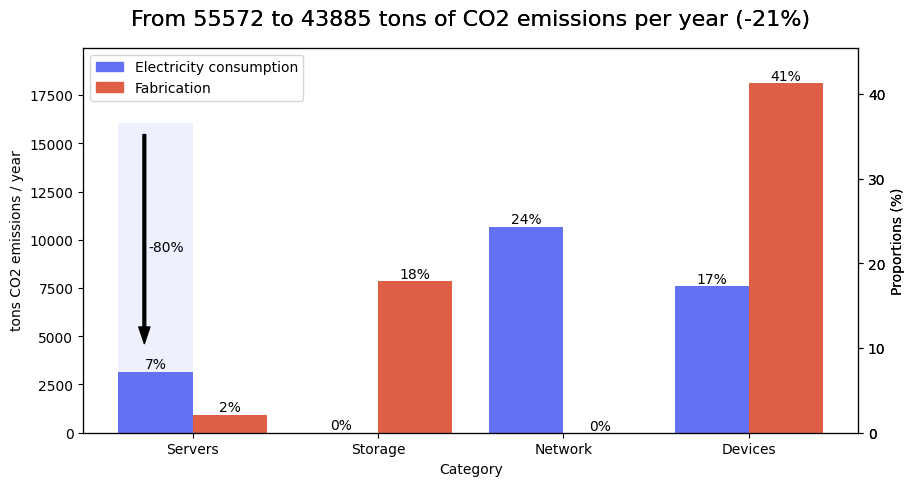 From 55572 to 43885 tons of CO2 emissions per year (-21%)
Electricity consumption
Fabrication
tons CO2 emissions / year
17500
15000
12500
10000
7500
5000
2500
0
-80%
7%
2%
0%
18%
24%
0%
17%
41%
40
30
20
10
0
Proportions (%)
Servers
Storage
Network
Devices
Category